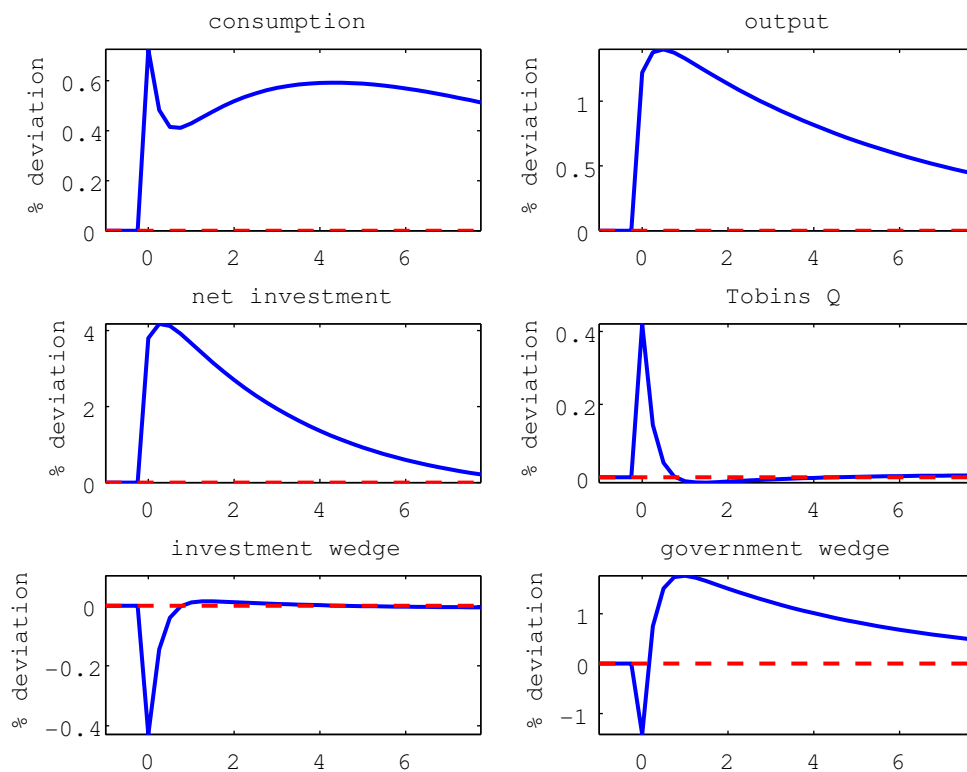 consumption
% deviation
0.6
0.4
0.2
0
0 2 4 6
output
% deviation
1
0.5
0
0 2 4 6
net investment
% deviation
4
2
0
0 2 4 6
Tobins Q
% deviation
0.4
0.2
0
0 2 4 6
investment wedge
% deviation
0
-0.2
-0.4
0 2 4 6
government wedge
% deviation
1
0
-1
0 2 4 6